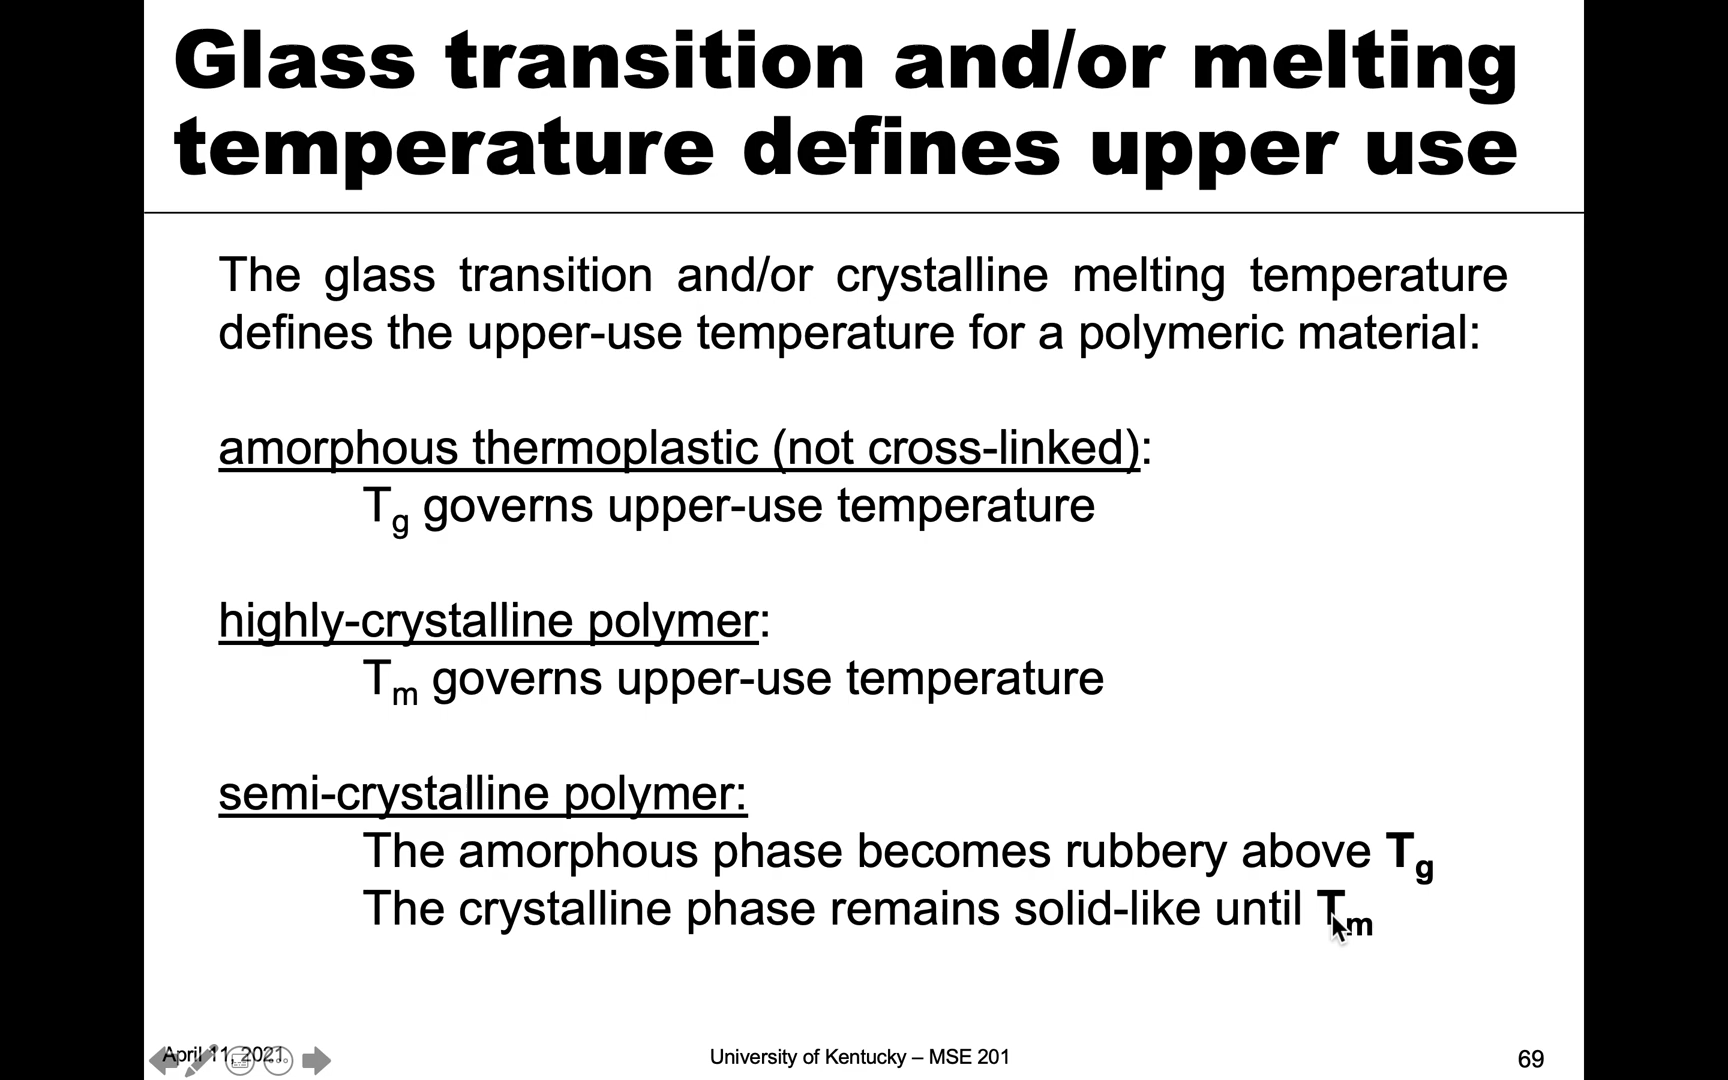 Glass transition and/or melting
temperature defines upper use
The glass transition and/or crystalline melting temperature
defines the upper-use temperature for a polymeric material:
amorphous thermoplastic (not cross-linked):
Tg governs upper-use temperature
highly-crystalline polymer:
Tm governs upper-use temperature
semi-crystalline polymer:
The amorphous phase becomes rubbery above Tg
The crystalline phase remains solid-like until Tm
April 11, 2021
University of Kentucky – MSE 201
69